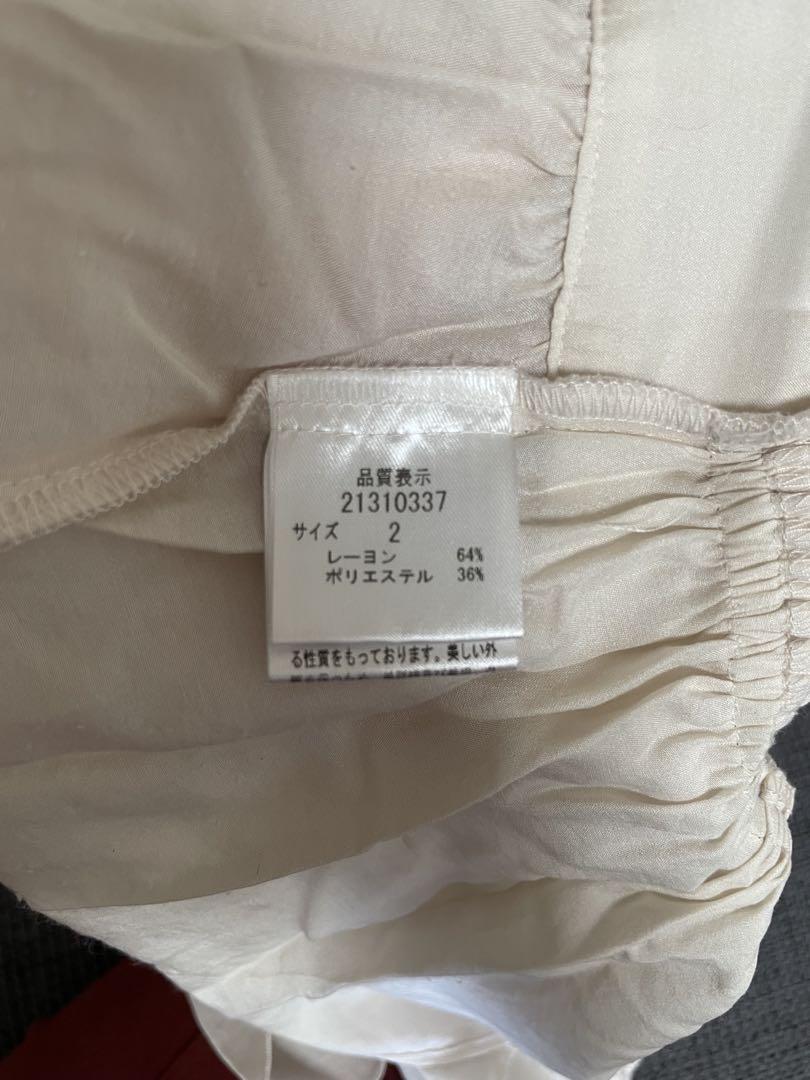 品質表示
21310337
サイズ 2
レーヨン 64%
ポリエステル 36%
る性質をもっております。美しい外